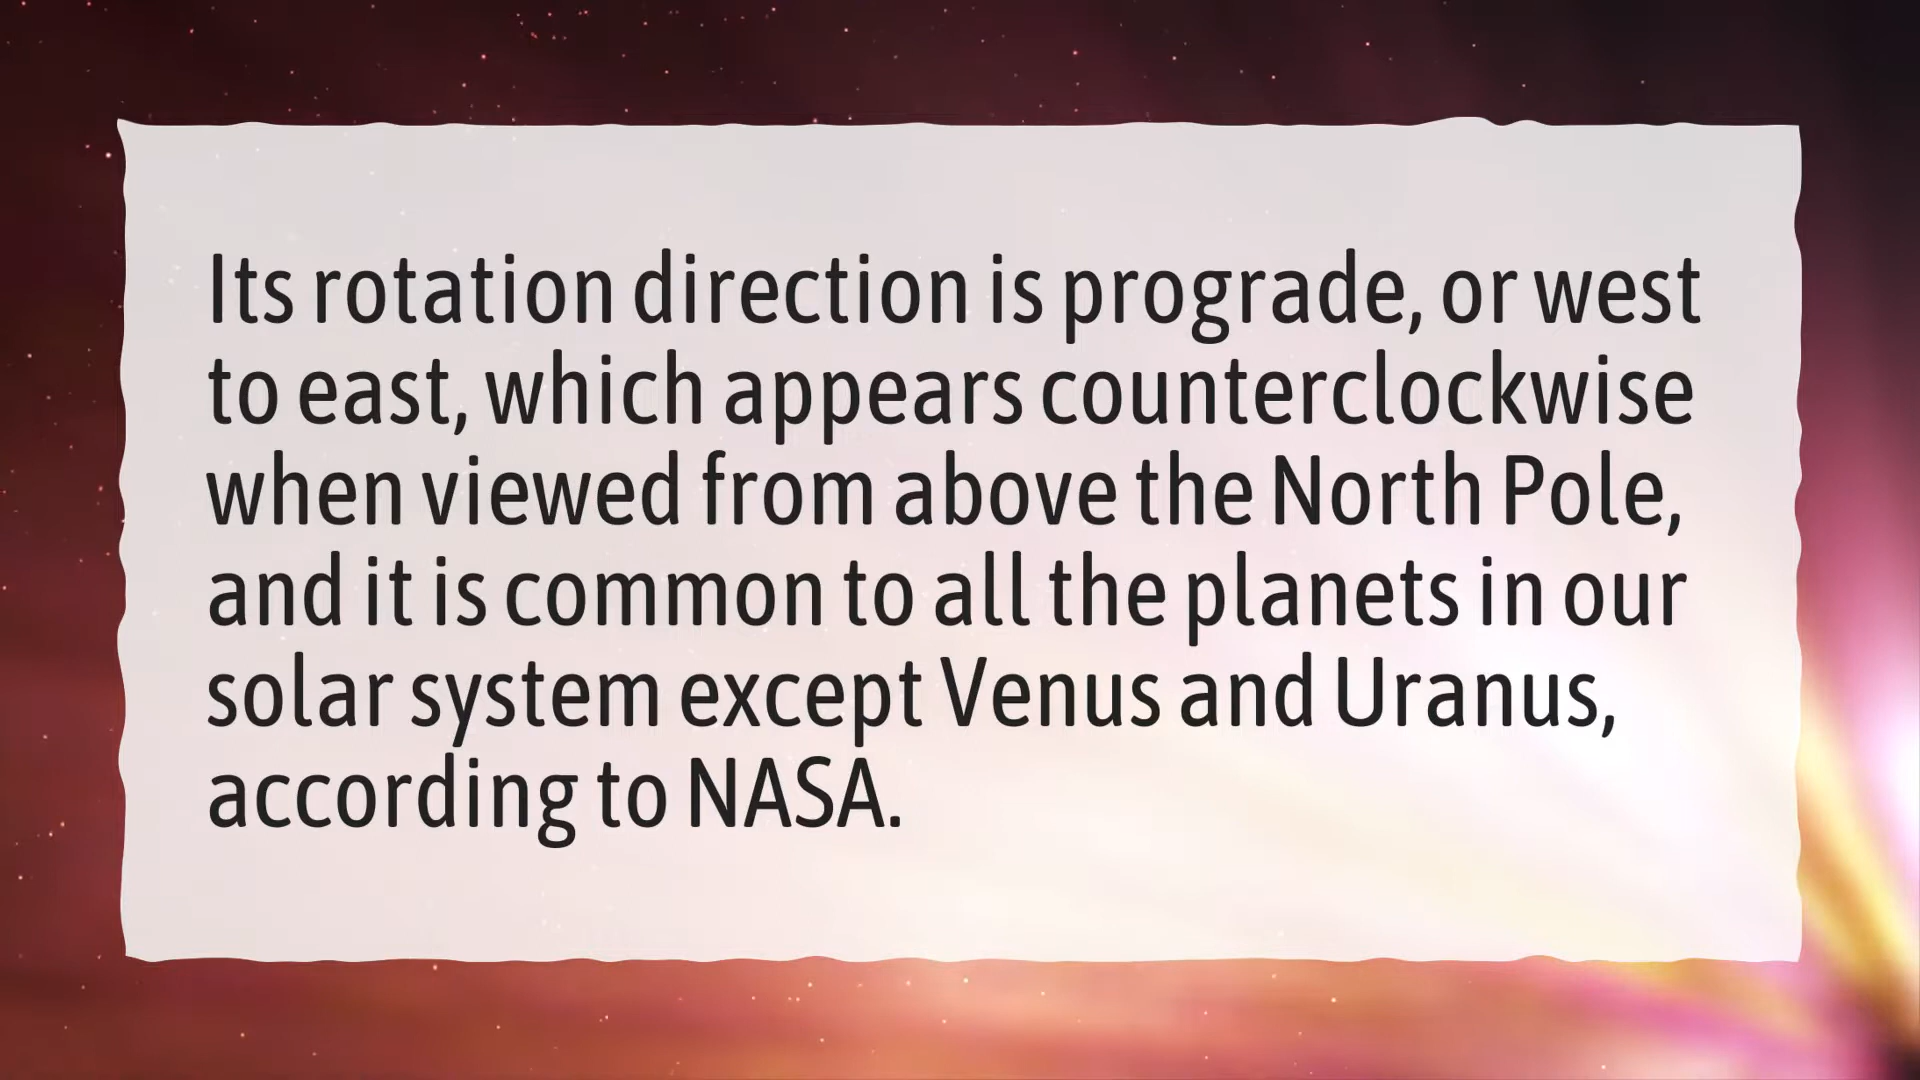 Its rotation direction is prograde, or west
to east, which appears counterclockwise
when viewed from above the North Pole,
and it is common to all the planets in our
solar system except Venus and Uranus,
according to NASA.